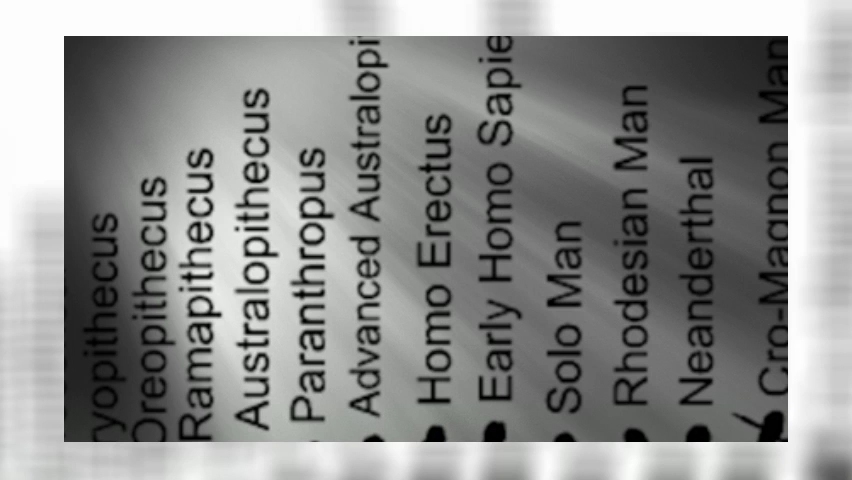 ryopithecus
Oreopithecus
Ramapithecus
Australopithecus
Paranthropus
Advanced Australopi
Homo Erectus
Early Homo Sapie
Solo Man
Rhodesian Man
Neanderthal
Cro-Magnon Man